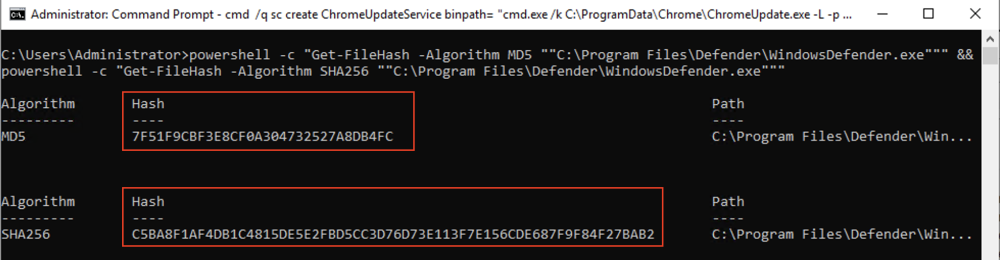 Administrator: Command Prompt - cmd /q sc create ChromeUpdateService binpath= "cmd.exe /k C:\ProgramData\Chrome\ChromeUpdate.exe -L -p ...
C:\Users\Administrator>powershell -c "Get-FileHash -Algorithm MD5 ""C:\Program Files\Defender\WindowsDefender.exe""" &&
powershell -c "Get-FileHash -Algorithm SHA256 ""C:\Program Files\Defender\WindowsDefender.exe"""
Algorithm Hash Path
--------- ---- ----
MD5 7F51F9CBF3E8CF0A304732527A8DB4FC C:\Program Files\Defender\Win...
Algorithm Hash Path
--------- ---- ----
SHA256 C5BA8F1AF4DB1C4815DE5E2FBD5CC3D76D73E113F7E156CDE687F9F84F27BAB2 C:\Program Files\Defender\Win...